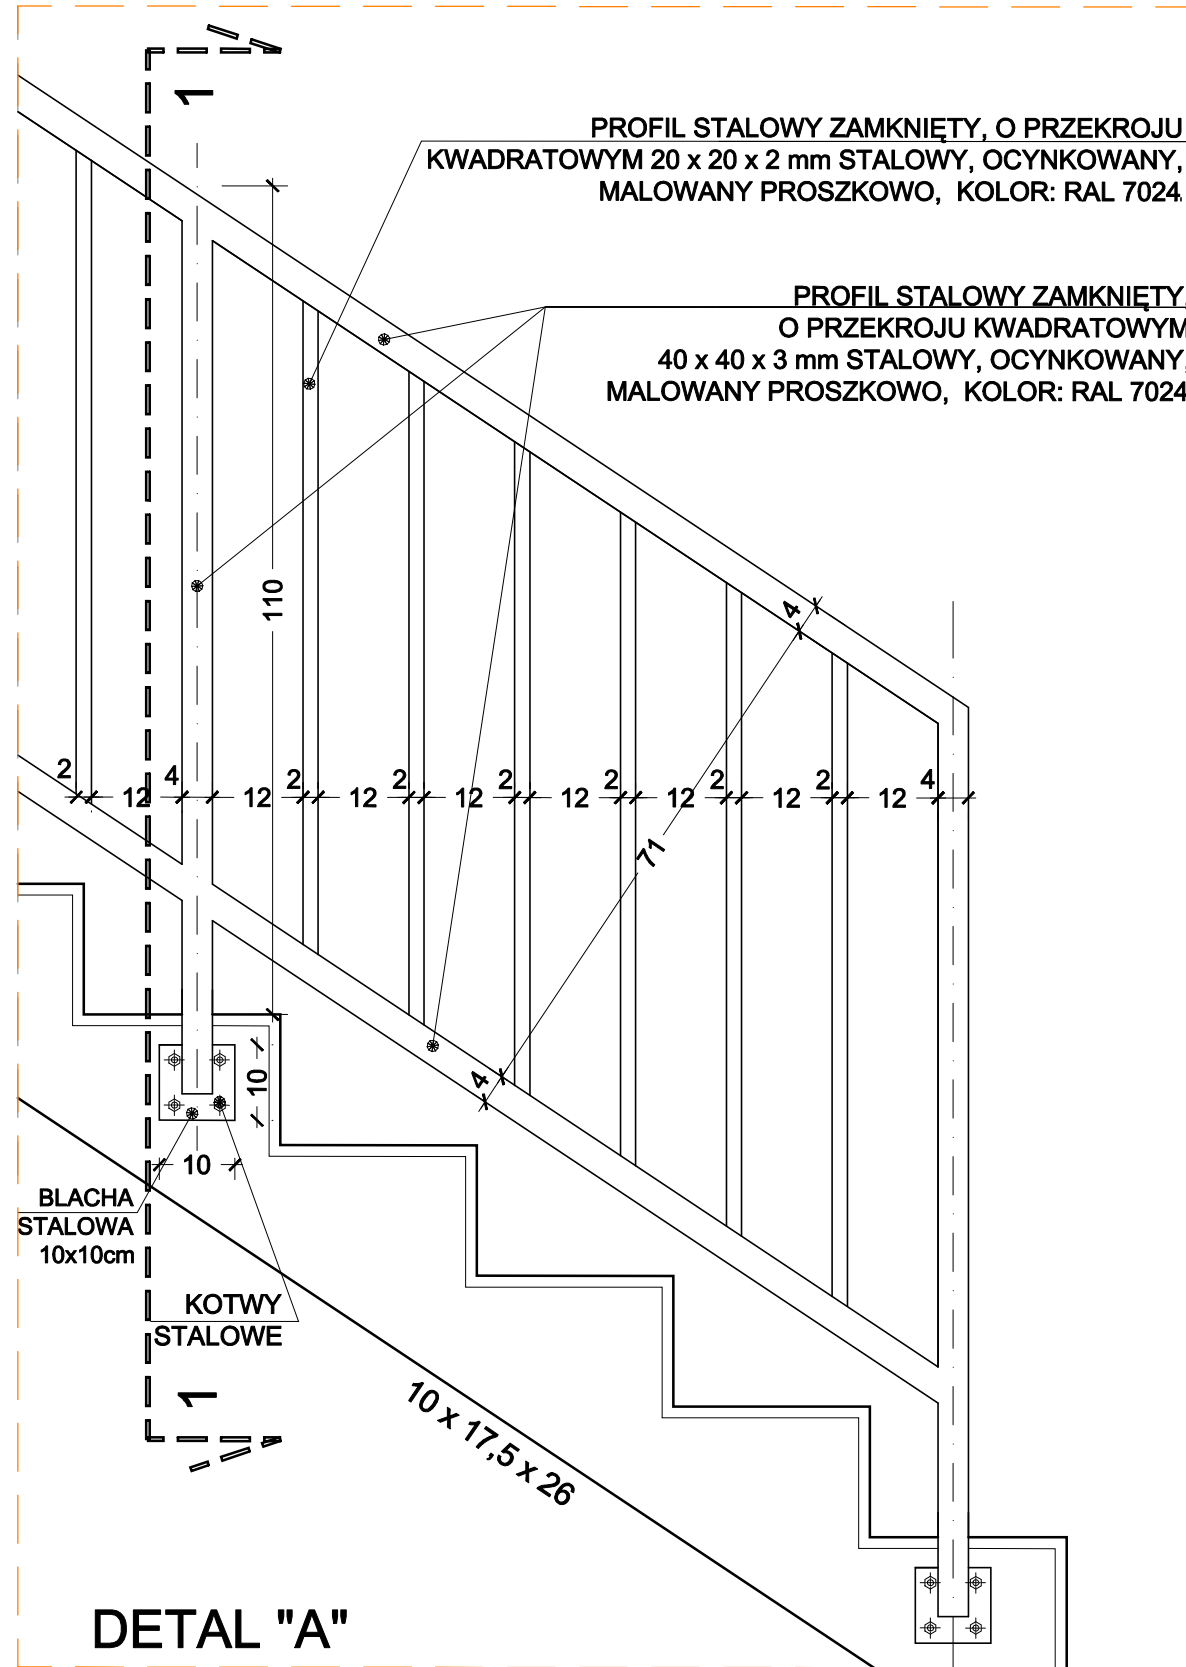 1
PROFIL STALOWY ZAMKNIĘTY, O PRZEKROJU
KWADRATOWYM 20 x 20 x 2 mm STALOWY, OCYNKOWANY,
MALOWANY PROSZKOWO, KOLOR: RAL 7024
PROFIL STALOWY ZAMKNIĘTY,
O PRZEKROJU KWADRATOWYM
40 x 40 x 3 mm STALOWY, OCYNKOWANY,
MALOWANY PROSZKOWO, KOLOR: RAL 7024
110
4
2 12 4 12 2 12 2 12 2 12 2 12 2 12 2 12 4
71
4
10
10
BLACHA
STALOWA
10x10cm
KOTWY
STALOWE
1
10 x 17,5 x 26
DETAL "A"